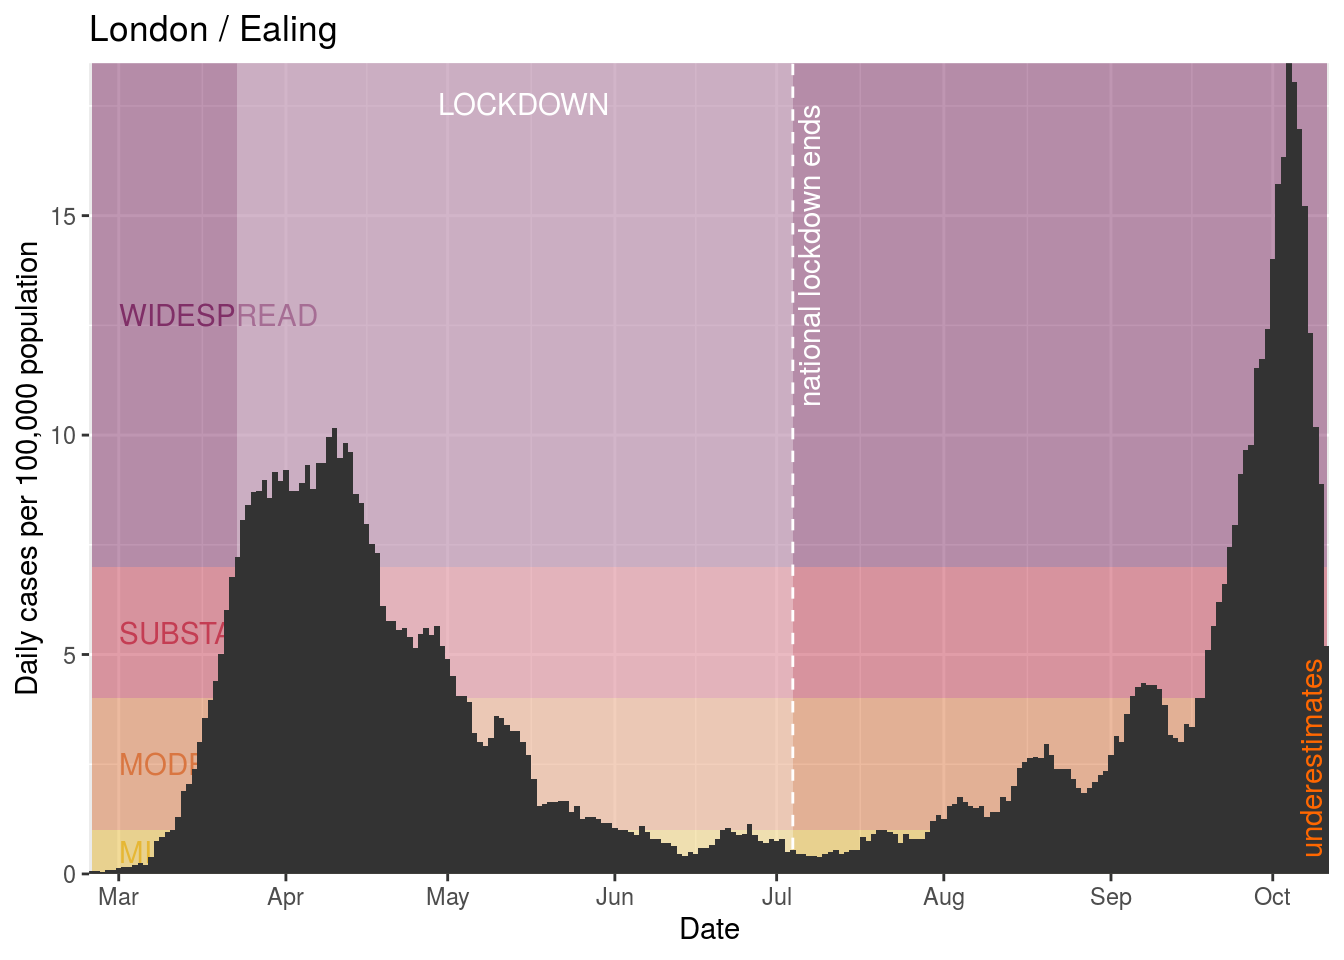 London / Ealing
LOCKDOWN
national lockdown ends
WIDESPREAD
SUBSTA
MODE
MI
underestimates
Daily cases per 100,000 population
15
10
5
0
Mar Apr May Jun Jul Aug Sep Oct
Date